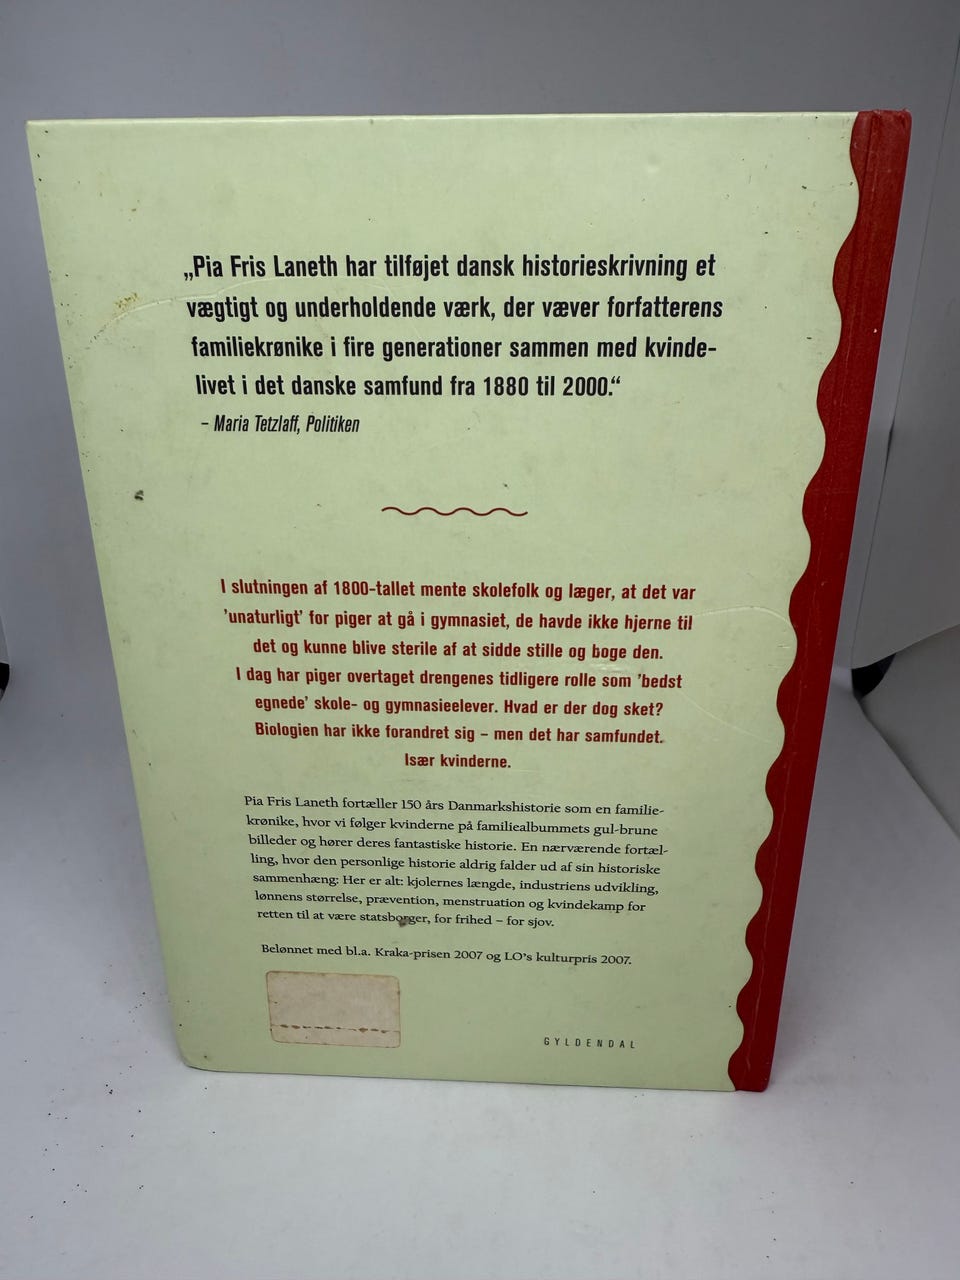 „Pia Fris Laneth har tilføjet dansk historieskrivning et
vægtigt og underholdende værk, der væver forfatterens
familiekrønike i fire generationer sammen med kvinde-
livet i det danske samfund fra 1880 til 2000.“
– Maria Tetzlaff, Politiken
I slutningen af 1800-tallet mente skolefolk og læger, at det var
'unaturligt' for piger at gå i gymnasiet, de havde ikke hjerne til
det og kunne blive sterile af at sidde stille og boge den.
I dag har piger overtaget drengenes tidligere rolle som 'bedst
egnede' skole- og gymnasieelever. Hvad er der dog sket?
Biologien har ikke forandret sig – men det har samfundet.
Især kvinderne.
Pia Fris Laneth fortæller 150 års Danmarkshistorie som en familie-
krønike, hvor vi følger kvinderne på familiealbummets gul-brune
billeder og hører deres fantastiske historie. En nærværende fortæl-
ling, hvor den personlige historie aldrig falder ud af sin historiske
sammenhæng: Her er alt: kjolernes længde, industriens udvikling,
lønnens størrelse, prævention, menstruation og kvindekamp for
retten til at være statsborger, for frihed – for sjov.
Belønnet med bl.a. Kraka-prisen 2007 og LO's kulturpris 2007.
GYLDENDAL